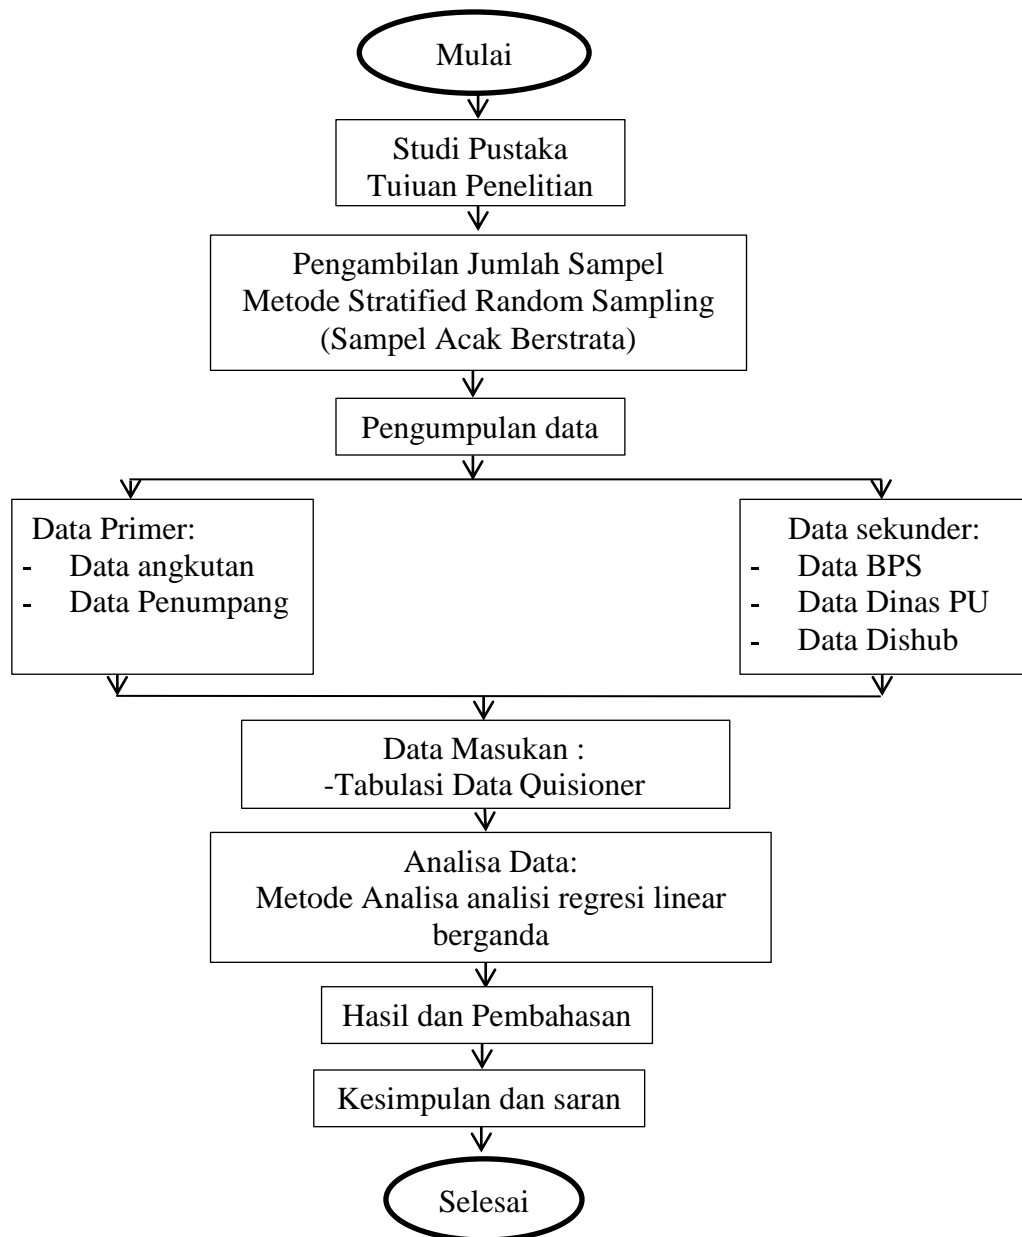 Mulai
Studi Pustaka
Tujuan Penelitian
Pengambilan Jumlah Sampel
Metode Stratified Random Sampling
(Sampel Acak Berstrata)
Pengumpulan data
Data Primer:
- Data angkutan
- Data Penumpang
Data sekunder:
- Data BPS
- Data Dinas PU
- Data Dishub
Data Masukan :
-Tabulasi Data Quisioner
Analisa Data:
Metode Analisa analisi regresi linear
berganda
Hasil dan Pembahasan
Kesimpulan dan saran
Selesai